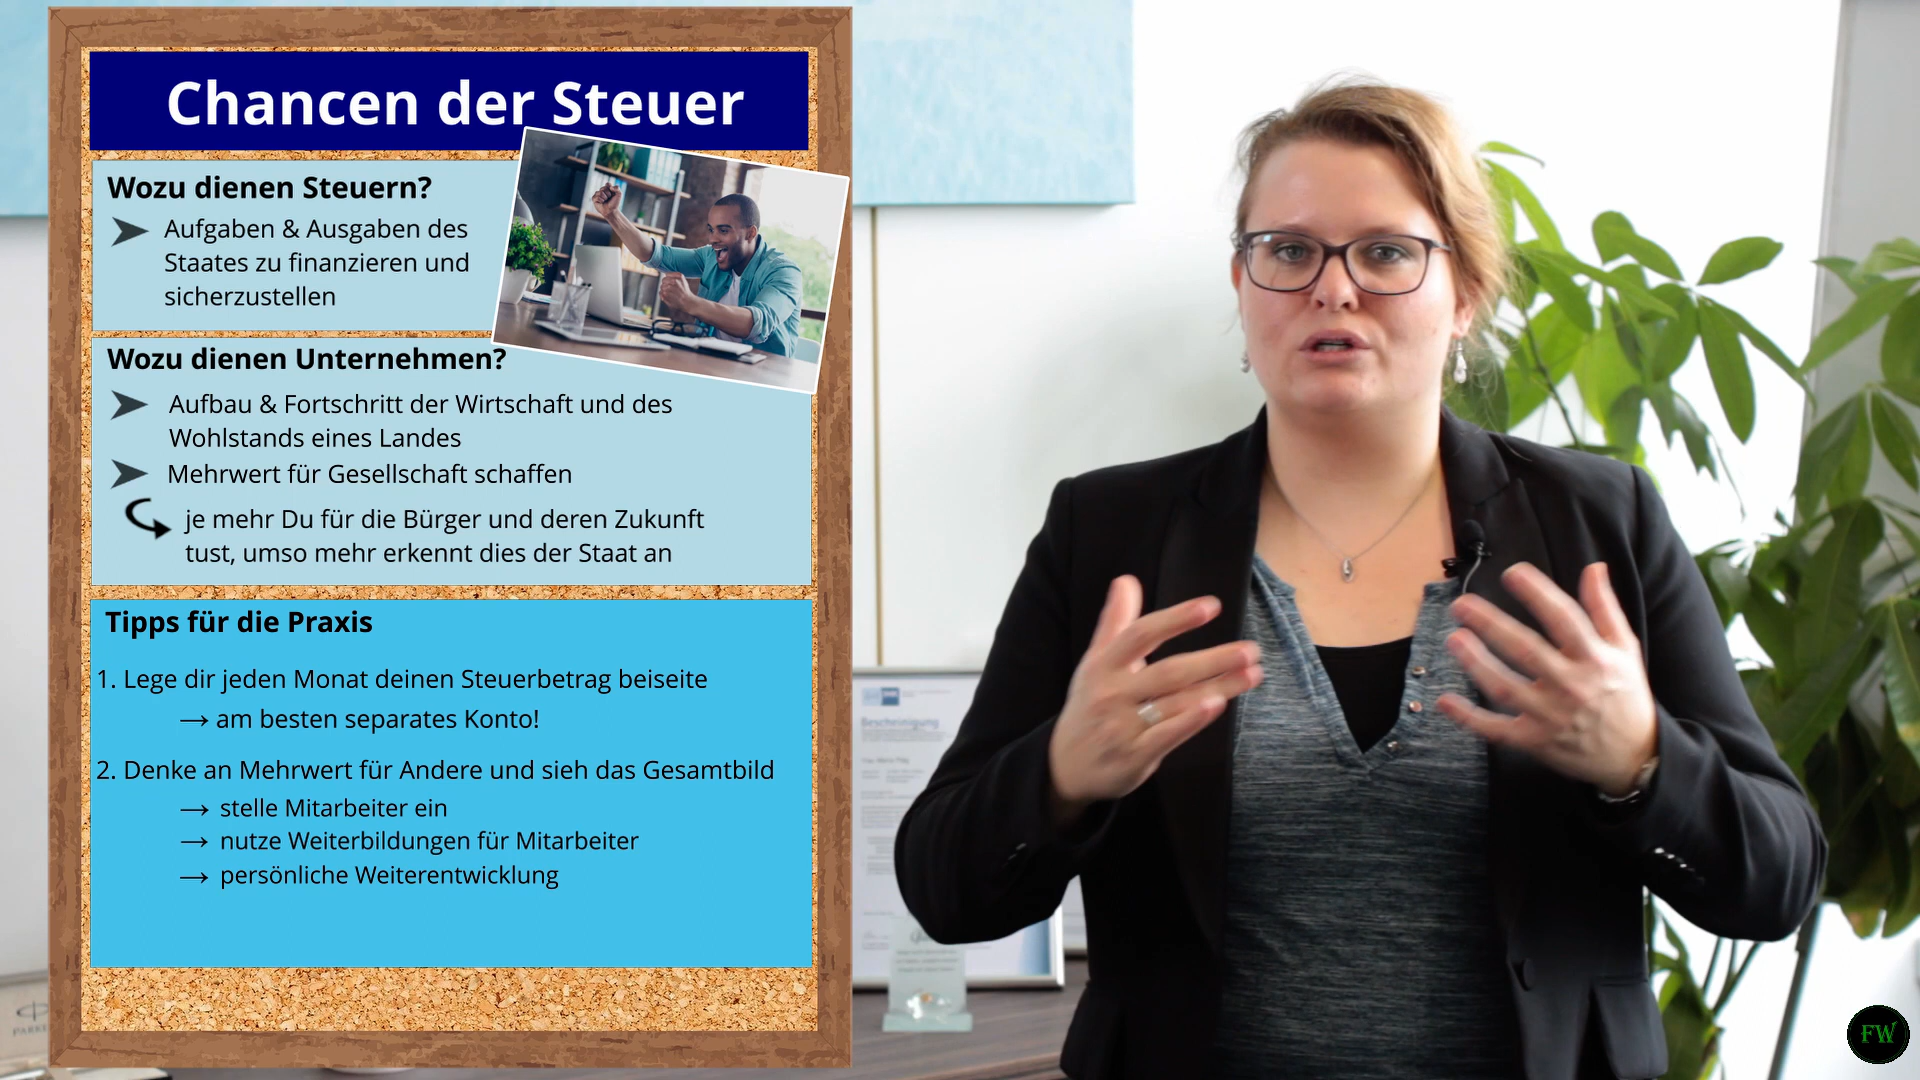 Chancen der Steuer
Wozu dienen Steuern?
➤ Aufgaben & Ausgaben des
Staates zu finanzieren und
sicherzustellen
Wozu dienen Unternehmen?
➤ Aufbau & Fortschritt der Wirtschaft und des
Wohlstands eines Landes
➤ Mehrwert für Gesellschaft schaffen
je mehr Du für die Bürger und deren Zukunft
tust, umso mehr erkennt dies der Staat an
Tipps für die Praxis
1. Lege dir jeden Monat deinen Steuerbetrag beiseite
→ am besten separates Konto!
2. Denke an Mehrwert für Andere und sieh das Gesamtbild
→ stelle Mitarbeiter ein
→ nutze Weiterbildungen für Mitarbeiter
→ persönliche Weiterentwicklung
Bescheinigung
PARKE
FW